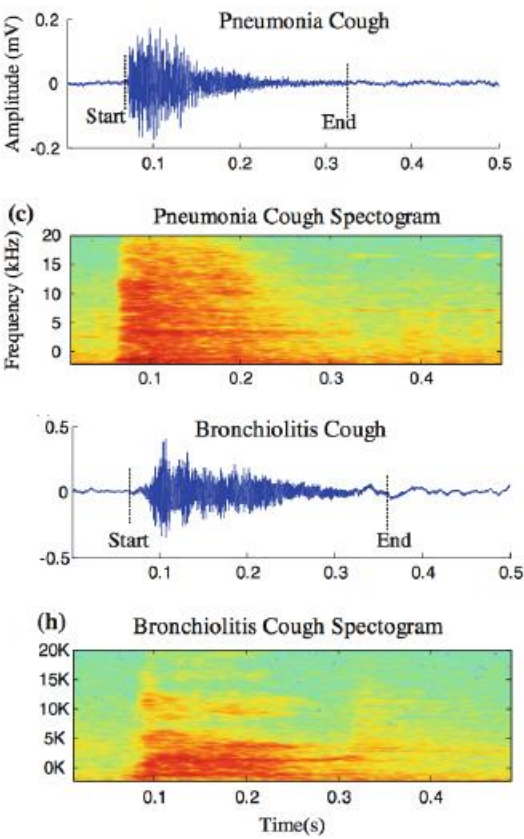 Pneumonia Cough
Amplitude (mV)
0.2
0
-0.2
Start
End
0.1 0.2 0.3 0.4 0.5
(c) Pneumonia Cough Spectogram
Frequency (kHz)
20
15
10
5
0
0.1 0.2 0.3 0.4
Bronchiolitis Cough
0.5
0
-0.5
Start
End
0.1 0.2 0.3 0.4 0.5
(h) Bronchiolitis Cough Spectogram
20K
15K
10K
5K
0K
0.1 0.2 0.3 0.4
Time(s)